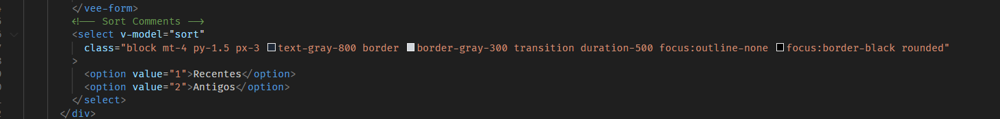 </vee-form>
<!-- Sort Comments -->
<select v-model="sort"
class="block mt-4 py-1.5 px-3 text-gray-800 border border-gray-300 transition duration-500 focus:outline-none focus:border-black rounded"
>
<option value="1">Recentes</option>
<option value="2">Antigos</option>
</select>
</div>